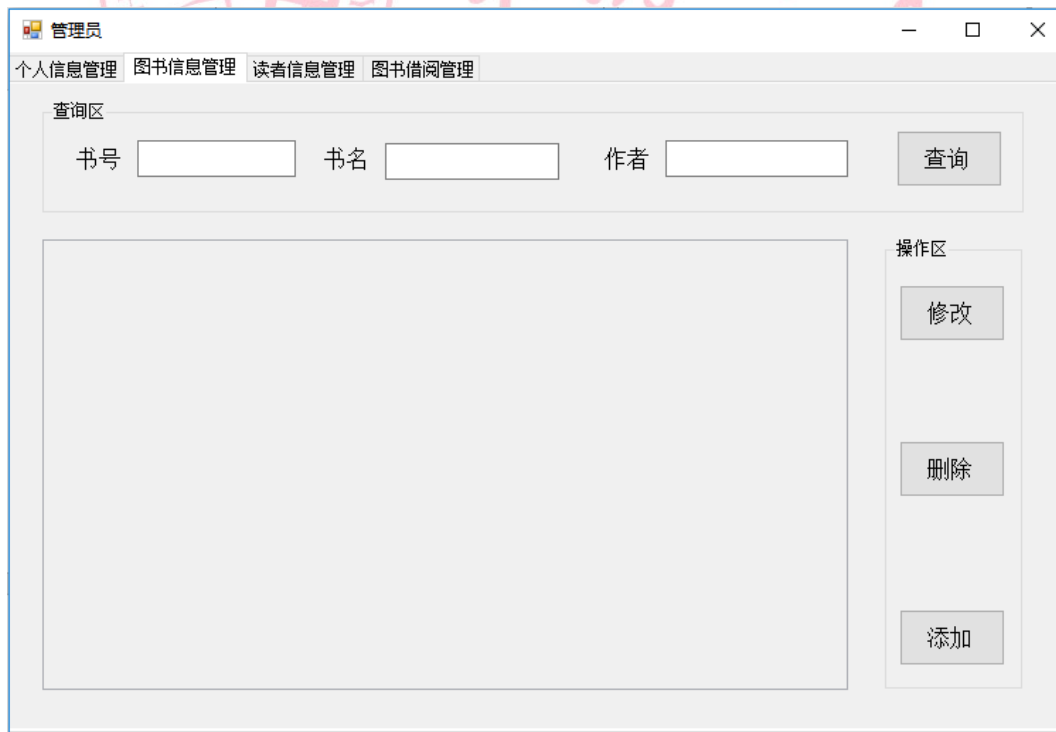 管理员
个人信息管理 图书信息管理 读者信息管理 图书借阅管理
查询区
书号 书名 作者 查询
操作区
修改
删除
添加